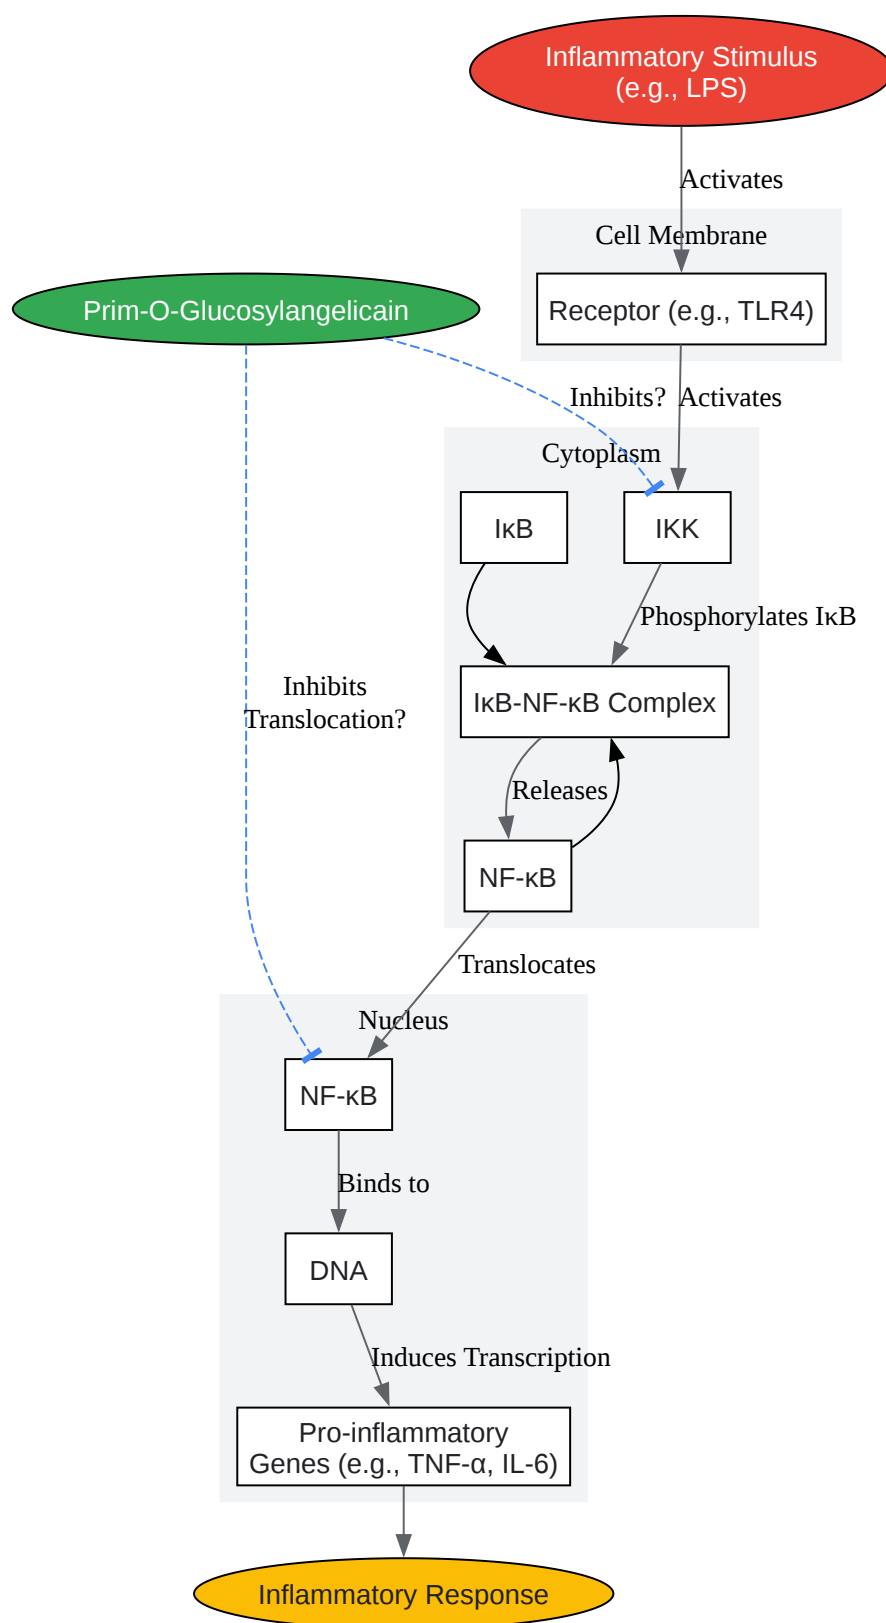 Inflammatory Stimulus
(e.g., LPS)
Activates
Cell Membrane
Receptor (e.g., TLR4)
Prim-O-Glucosylangelicain
Inhibits?
Activates
Cytoplasm
IκB
IKK
Phosphorylates IκB
IκB-NF-κB Complex
Inhibits
Translocation?
Releases
NF-κB
Translocates
Nucleus
NF-κB
Binds to
DNA
Induces Transcription
Pro-inflammatory
Genes (e.g., TNF-α, IL-6)
Inflammatory Response